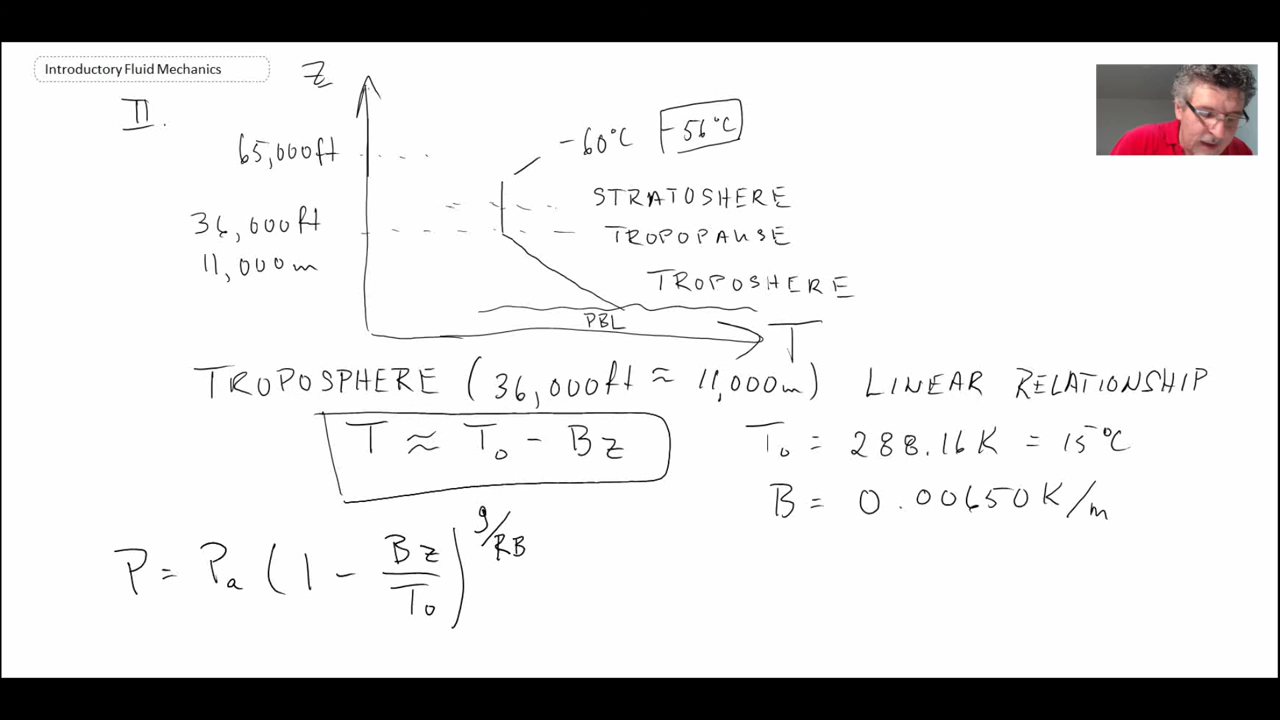 Introductory Fluid Mechanics
II.
Z
65,000ft
-60°C -56°C
STRATOSHERE
36,000ft
TROPOPAUSE
11,000m
TROPOSHERE
PBL
T
TROPOSPHERE (36,000ft ≈ 11,000m) LINEAR RELATIONSHIP
T ≈ T₀ - Bz
T₀ = 288.16K = 15°C
B = 0.00650K/m
P = Pₐ (1 - Bz/T₀)^g/RB